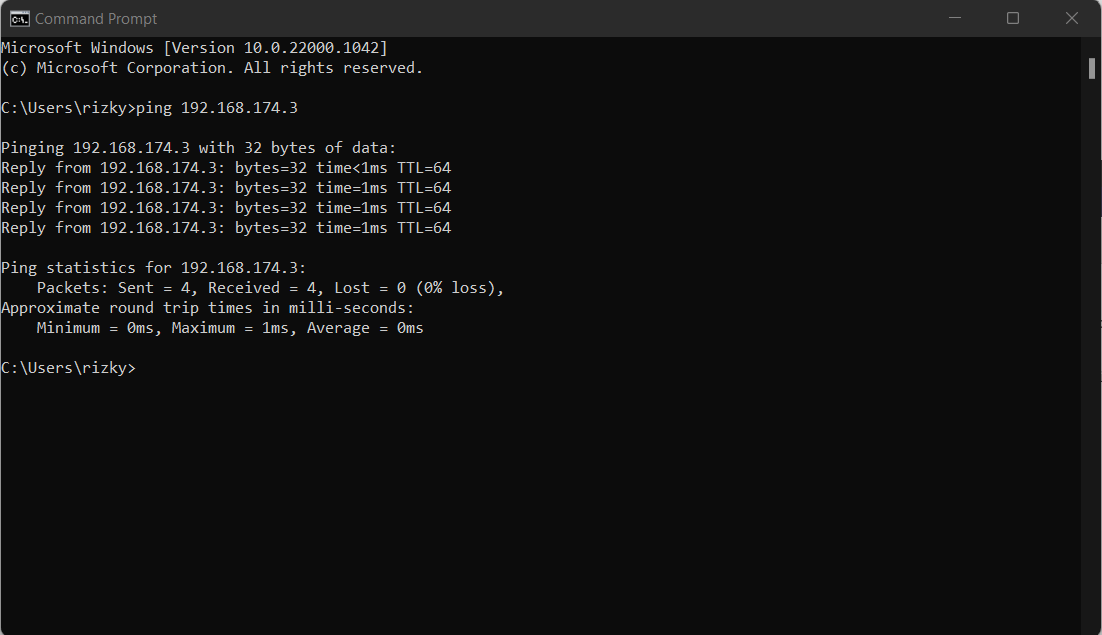 Command Prompt
Microsoft Windows [Version 10.0.22000.1042]
(c) Microsoft Corporation. All rights reserved.
C:\Users\rizky>ping 192.168.174.3
Pinging 192.168.174.3 with 32 bytes of data:
Reply from 192.168.174.3: bytes=32 time<1ms TTL=64
Reply from 192.168.174.3: bytes=32 time=1ms TTL=64
Reply from 192.168.174.3: bytes=32 time=1ms TTL=64
Reply from 192.168.174.3: bytes=32 time=1ms TTL=64
Ping statistics for 192.168.174.3:
    Packets: Sent = 4, Received = 4, Lost = 0 (0% loss),
Approximate round trip times in milli-seconds:
    Minimum = 0ms, Maximum = 1ms, Average = 0ms
C:\Users\rizky>